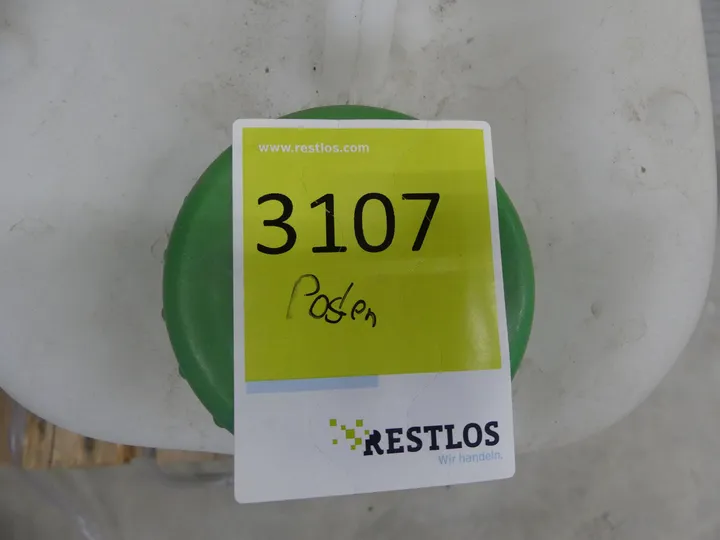 www.restlos.com
3107
Posten
RESTLOS
Wir handeln.